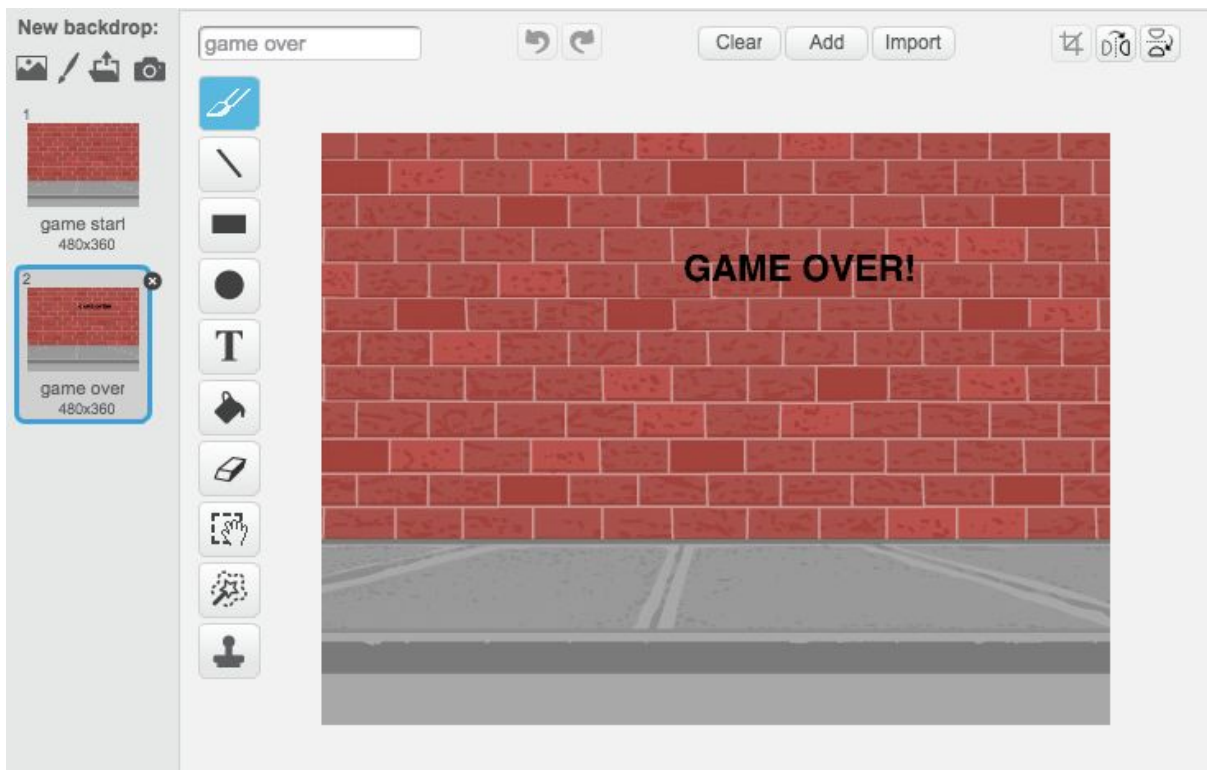 New backdrop:
game over
Clear
Add
Import
1
game start
480x360
2
game over
480x360
T
GAME OVER!